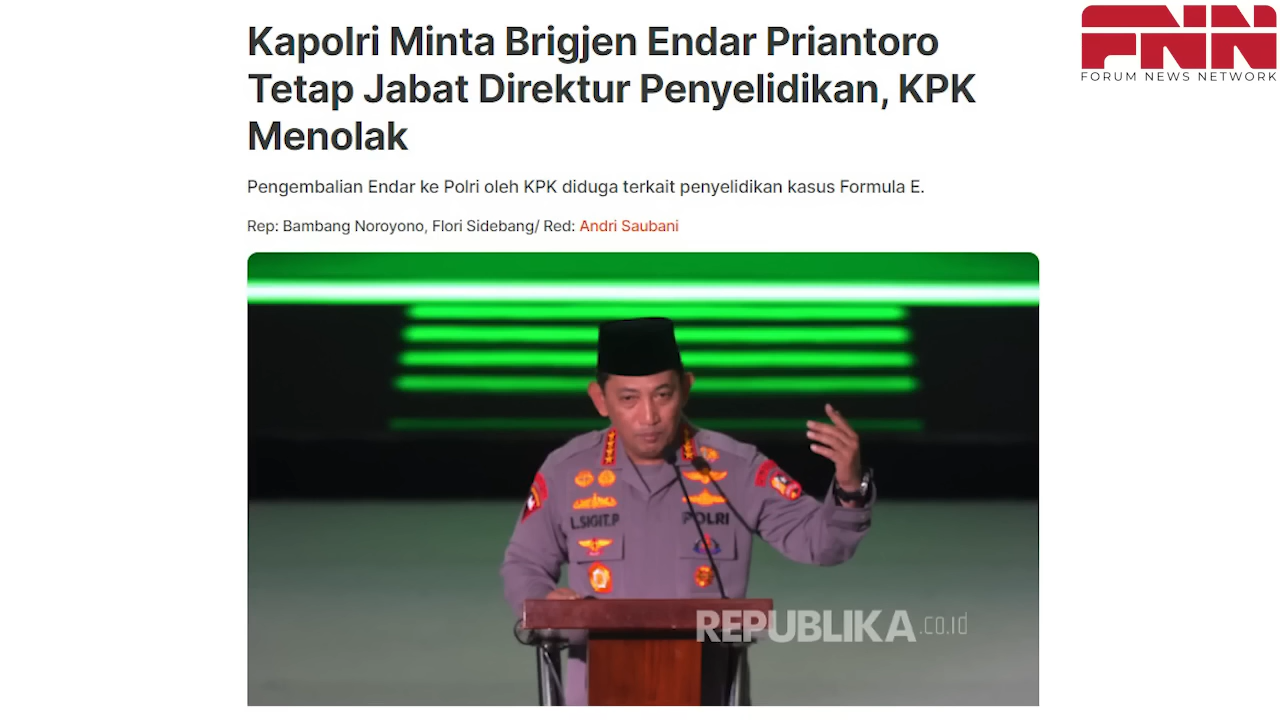 Kapolri Minta Brigjen Endar Priantoro
Tetap Jabat Direktur Penyelidikan, KPK
Menolak
FNN
FORUM NEWS NETWORK
Pengembalian Endar ke Polri oleh KPK diduga terkait penyelidikan kasus Formula E.
Rep: Bambang Noroyono, Flori Sidebang/ Red: Andri Saubani
L.SIGIT.P
POLRI
REPUBLIKA.co.id